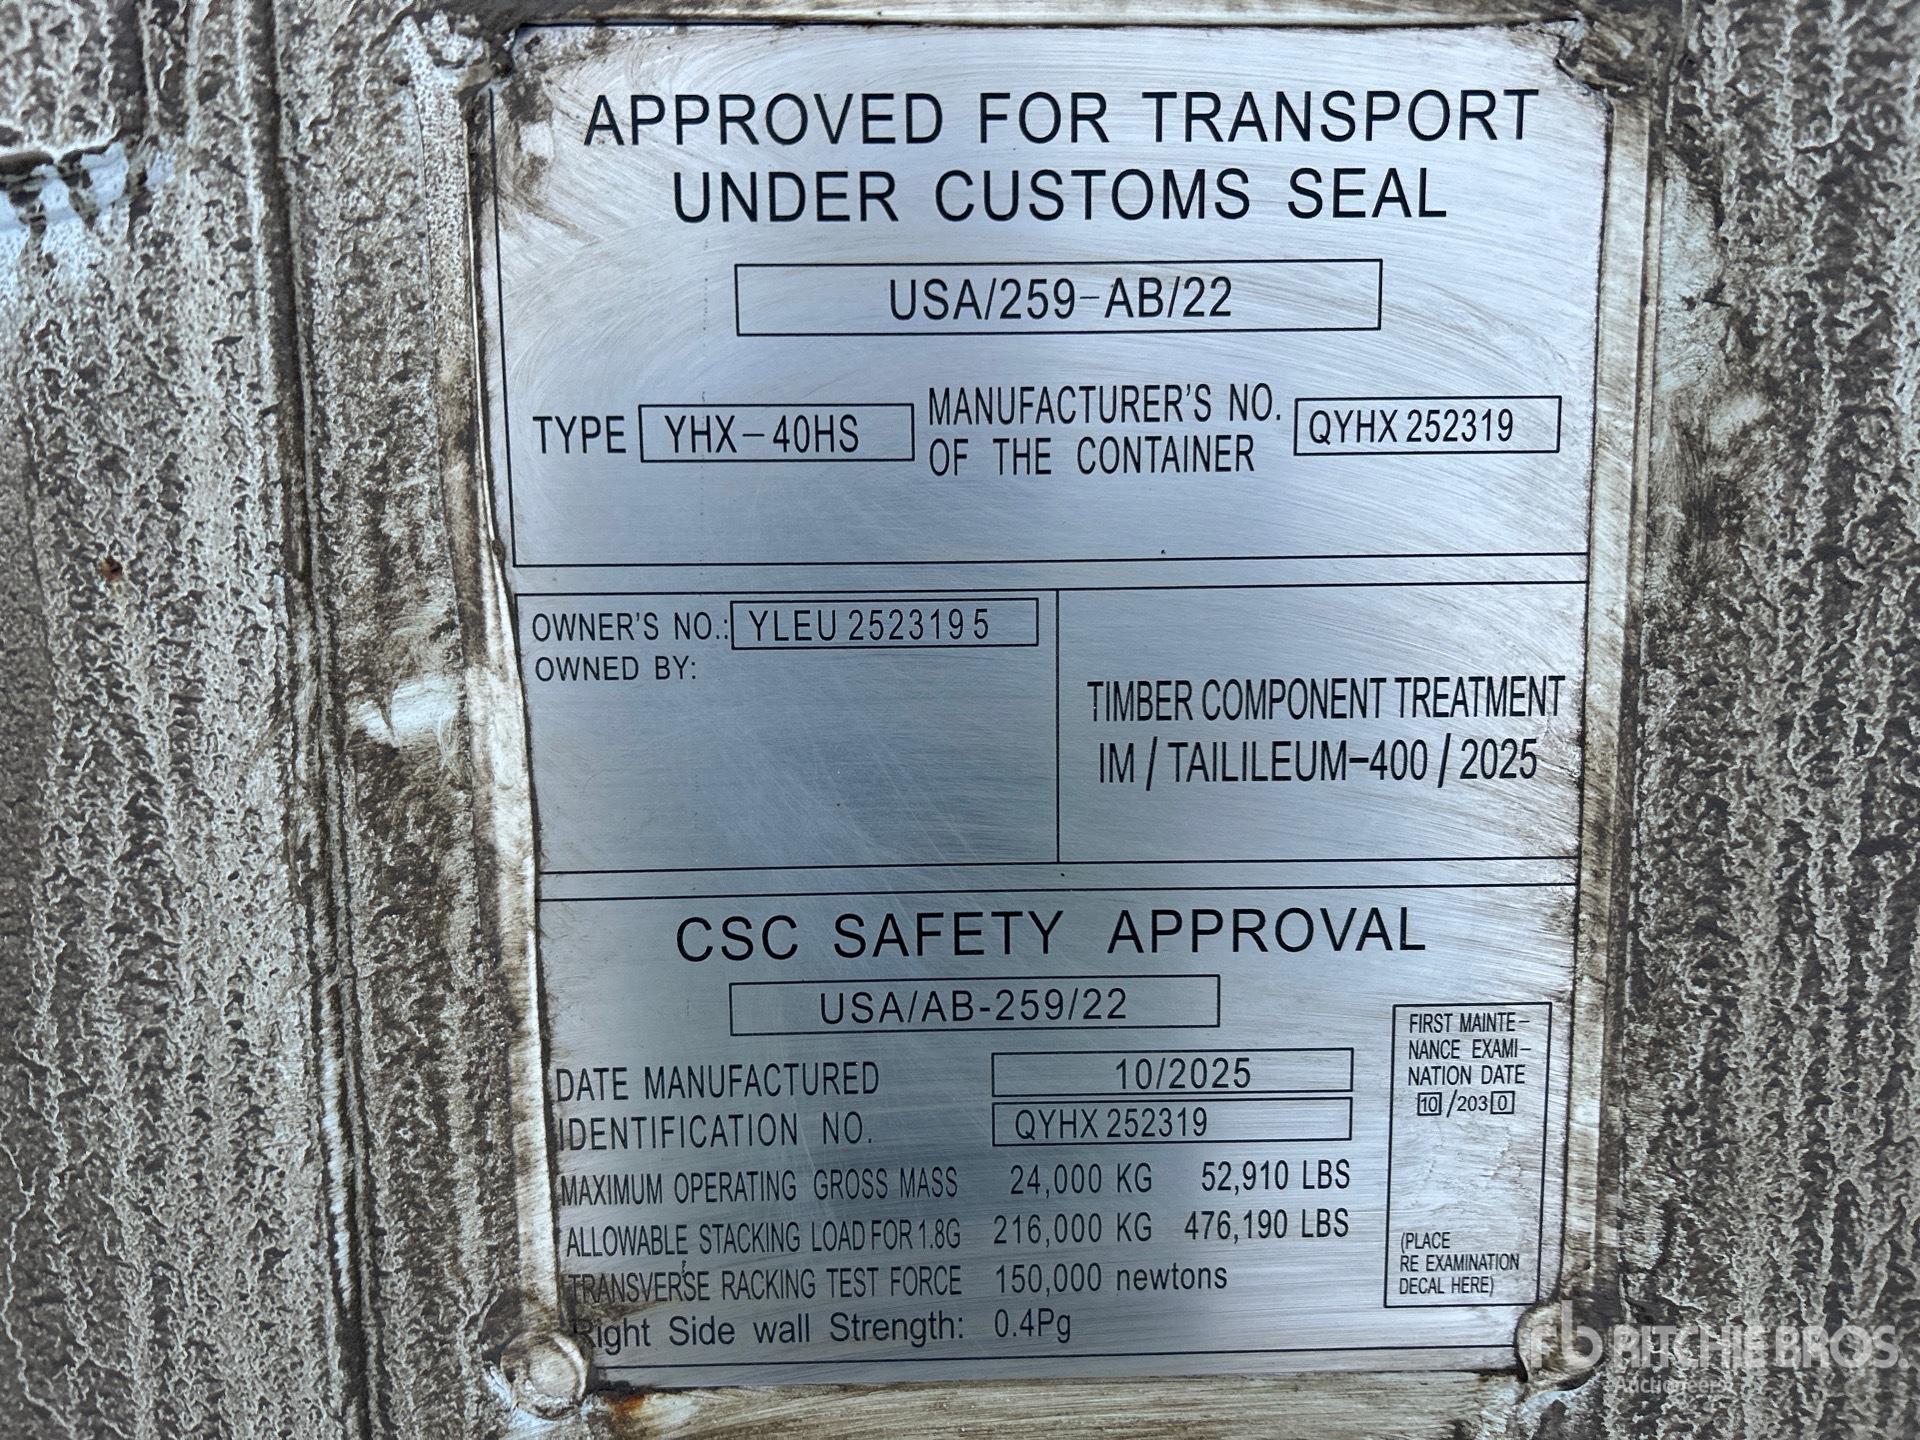 APPROVED FOR TRANSPORT
UNDER CUSTOMS SEAL
USA/259-AB/22
TYPE YHX-40HS MANUFACTURER'S NO. OF THE CONTAINER QYHX 252319
OWNER'S NO.: YLEU 252319 5
OWNED BY:
TIMBER COMPONENT TREATMENT
IM / TAILILEUM-400 / 2025
CSC SAFETY APPROVAL
USA/AB-259/22
DATE MANUFACTURED 10/2025
IDENTIFICATION NO. QYHX 252319
MAXIMUM OPERATING GROSS MASS 24,000 KG 52,910 LBS
ALLOWABLE STACKING LOAD FOR 1.8G 216,000 KG 476,190 LBS
TRANSVERSE RACKING TEST FORCE 150,000 newtons
Right Side wall Strength: 0.4Pg
FIRST MAINTE-
NANCE EXAMI-
NATION DATE
10/2030
(PLACE
RE EXAMINATION
DECAL HERE)
rb RITCHIE BROS.
Auctioneers